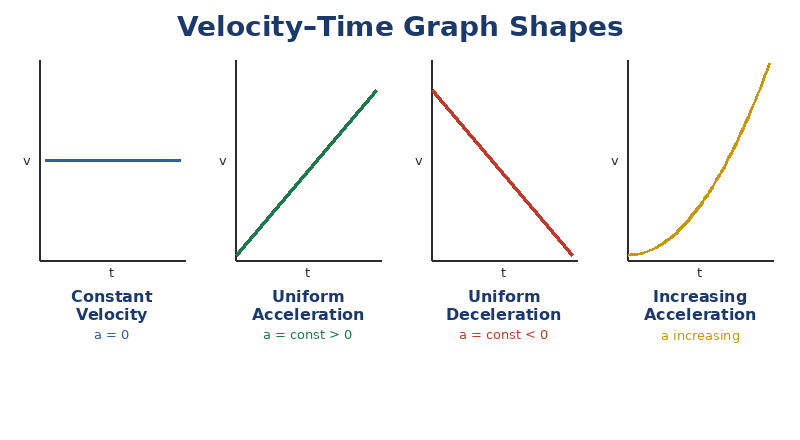 Velocity–Time Graph Shapes
v
t
Constant
Velocity
a = 0
v
t
Uniform
Acceleration
a = const > 0
v
t
Uniform
Deceleration
a = const < 0
v
t
Increasing
Acceleration
a increasing